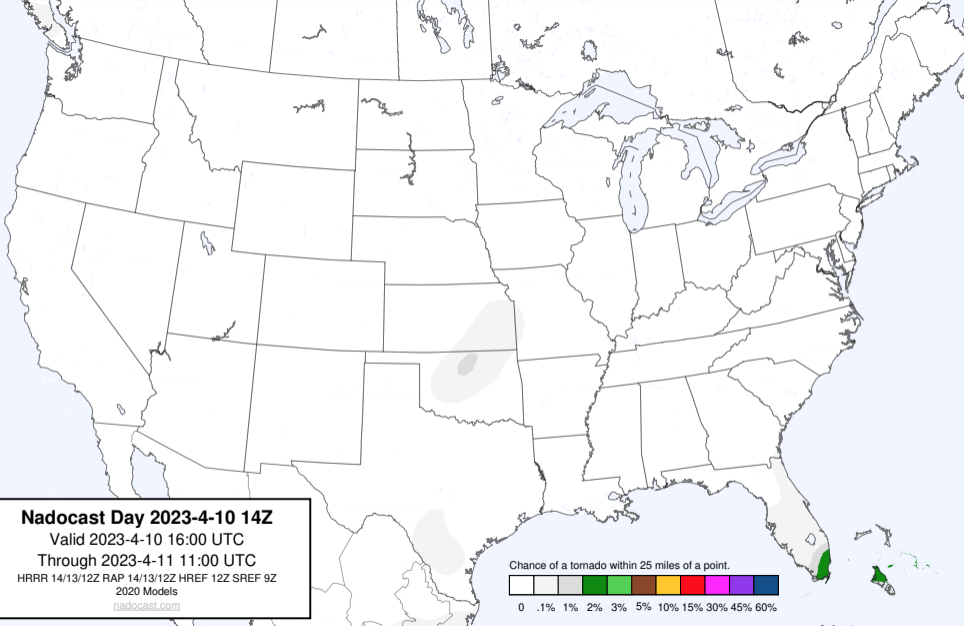 Nadocast Day 2023-4-10 14Z
Valid 2023-4-10 16:00 UTC
Through 2023-4-11 11:00 UTC
HRRR 14/13/12Z RAP 14/13/12Z HREF 12Z SREF 9Z
2020 Models
nadocast.com
Chance of a tornado within 25 miles of a point.
0 .1% 1% 2% 3% 5% 10% 15% 30% 45% 60%